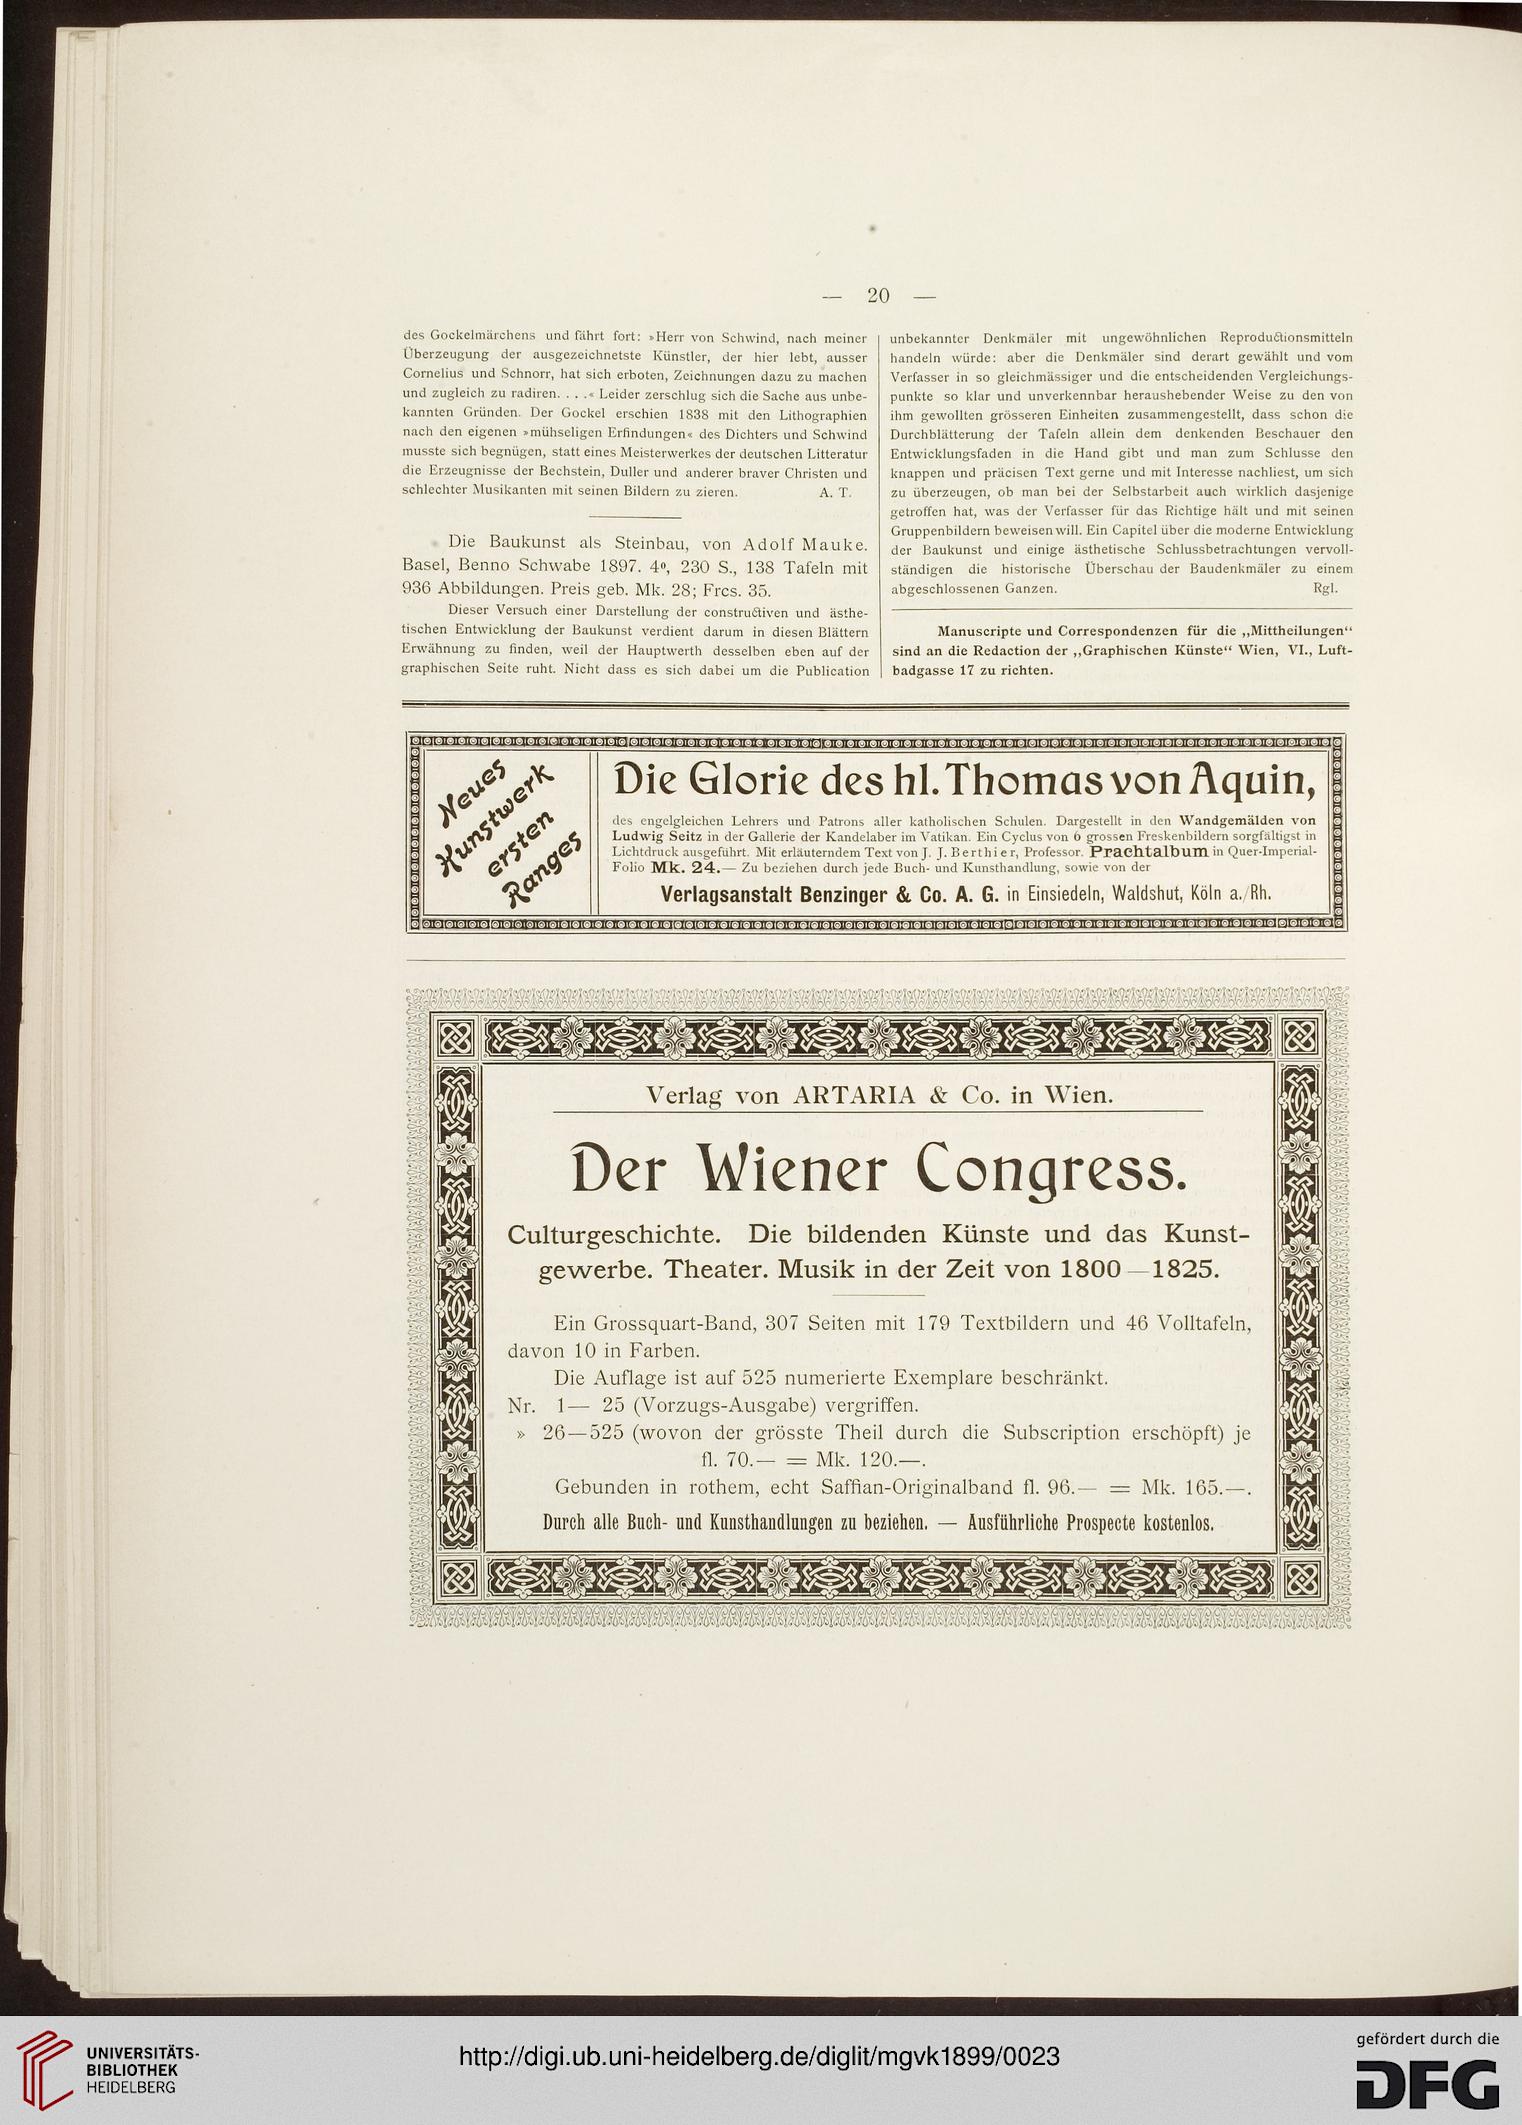 — 20 —
des Gockelmärchens und fährt fort: »Herr von Schwind, nach meiner
Überzeugung der ausgezeichnetste Künstler, der hier lebt, ausser
Cornelius und Schnorr, hat sich erboten, Zeichnungen dazu zu machen
und zugleich zu radiren. . . .« Leider zerschlug sich die Sache aus unbe-
kannten Gründen. Der Gockel erschien 1838 mit den Lithographien
nach den eigenen »mühseligen Erfindungen« des Dichters und Schwind
musste sich begnügen, statt eines Meisterwerkes der deutschen Litteratur
die Erzeugnisse der Bechstein, Duller und anderer braver Christen und
schlechter Musikanten mit seinen Bildern zu zieren. A. T.
Die Baukunst als Steinbau, von Adolf Mauke.
Basel, Benno Schwabe 1897. 4º, 230 S., 138 Tafeln mit
936 Abbildungen. Preis geb. Mk. 28; Frcs. 35.
Dieser Versuch einer Darstellung der constructiven und ästhe-
tischen Entwicklung der Baukunst verdient darum in diesen Blättern
Erwähnung zu finden, weil der Hauptwerth desselben eben auf der
graphischen Seite ruht. Nicht dass es sich dabei um die Publication
unbekannter Denkmäler mit ungewöhnlichen Reproductionsmitteln
handeln würde: aber die Denkmäler sind derart gewählt und vom
Verfasser in so gleichmässiger und die entscheidenden Vergleichungs-
punkte so klar und unverkennbar heraushebender Weise zu den von
ihm gewollten grösseren Einheiten zusammengestellt, dass schon die
Durchblätterung der Tafeln allein dem denkenden Beschauer den
Entwicklungsfaden in die Hand gibt und man zum Schlusse den
knappen und präcisen Text gerne und mit Interesse nachliest, um sich
zu überzeugen, ob man bei der Selbstarbeit auch wirklich dasjenige
getroffen hat, was der Verfasser für das Richtige hält und mit seinen
Gruppenbildern beweisen will. Ein Capitel über die moderne Entwicklung
der Baukunst und einige ästhetische Schlussbetrachtungen vervoll-
ständigen die historische Überschau der Baudenkmäler zu einem
abgeschlossenen Ganzen. Rgl.
Manuscripte und Correspondenzen für die „Mittheilungen“
sind an die Redaction der „Graphischen Künste“ Wien, VI., Luft-
badgasse 17 zu richten.
Neues
Kunstwerk
ersten
Ranges
Die Glorie des hl. Thomas von Aquin,
des engelgleichen Lehrers und Patrons aller katholischen Schulen. Dargestellt in den Wandgemälden von
Ludwig Seitz in der Gallerie der Kandelaber im Vatikan. Ein Cyclus von 6 grossen Freskenbildern sorgfältigst in
Lichtdruck ausgeführt. Mit erläuterndem Text von J. J. Berthier, Professor. Prachtalbum in Quer-Imperial-
Folio Mk. 24.— Zu beziehen durch jede Buch- und Kunsthandlung, sowie von der
Verlagsanstalt Benzinger & Co. A. G. in Einsiedeln, Waldshut, Köln a./Rh.
Verlag von ARTARIA & Co. in Wien.
Der Wiener Congress.
Culturgeschichte. Die bildenden Künste und das Kunst-
gewerbe. Theater. Musik in der Zeit von 1800—1825.
Ein Grossquart-Band, 307 Seiten mit 179 Textbildern und 46 Volltafeln,
davon 10 in Farben.
Die Auflage ist auf 525 numerierte Exemplare beschränkt.
Nr. 1— 25 (Vorzugs-Ausgabe) vergriffen.
» 26—525 (wovon der grösste Theil durch die Subscription erschöpft) je
fl. 70.— = Mk. 120.—.
Gebunden in rothem, echt Saffian-Originalband fl. 96.— = Mk. 165.—.
Durch alle Buch- und Kunsthandlungen zu beziehen. — Ausführliche Prospecte kostenlos.
UNIVERSITÄTS-
BIBLIOTHEK
HEIDELBERG
http://digi.ub.uni-heidelberg.de/diglit/mgvk1899/0023
gefördert durch die
DFG